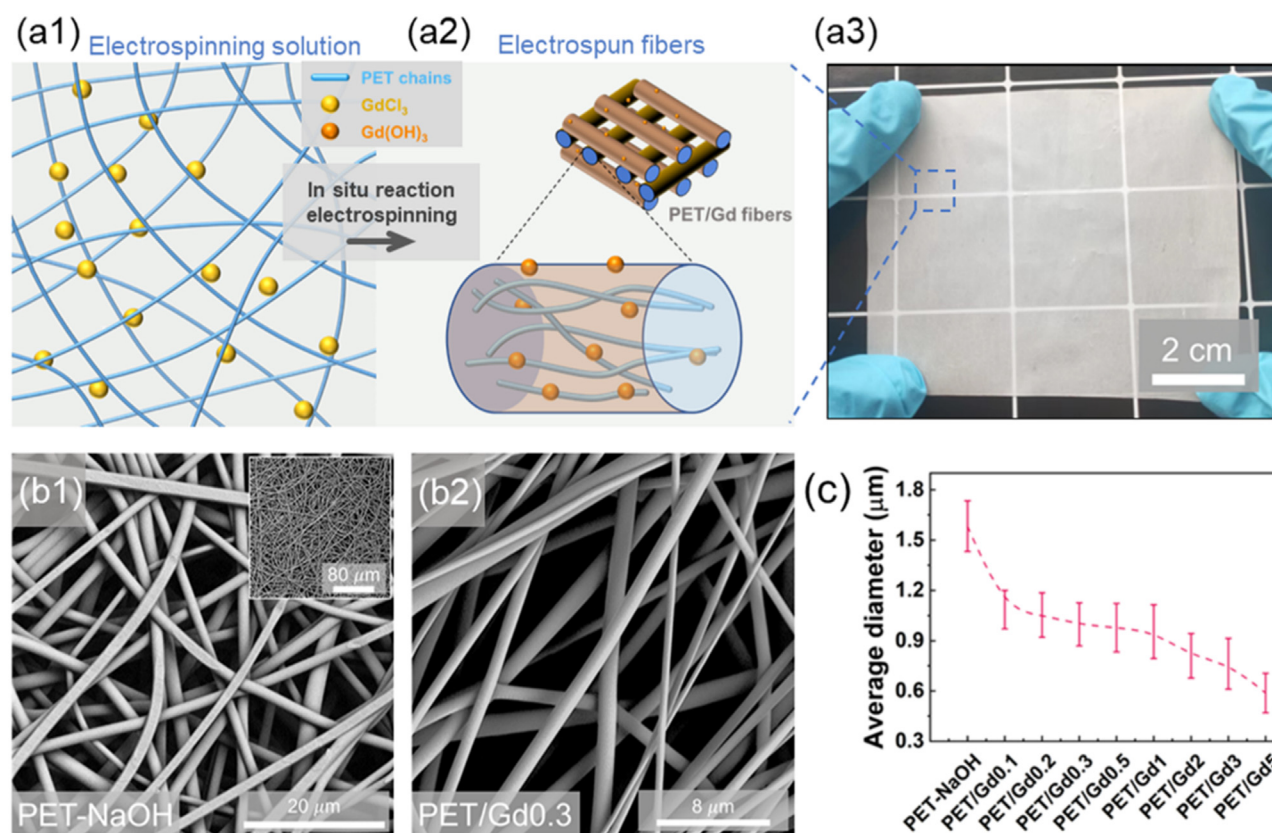 (a1)
Electrospinning solution
PET chains
GdCl₃
Gd(OH)₃
In situ reaction
electrospinning
(a2)
Electrospun fibers
PET/Gd fibers
(a3)
2 cm
(b1)
80 μm
PET-NaOH
20 μm
(b2)
PET/Gd0.3
8 μm
(c)
Average diameter (μm)
1.8
1.5
1.2
0.9
0.6
0.3
PET-NaOH
PET/Gd0.1
PET/Gd0.2
PET/Gd0.3
PET/Gd0.5
PET/Gd1
PET/Gd2
PET/Gd3
PET/Gd5